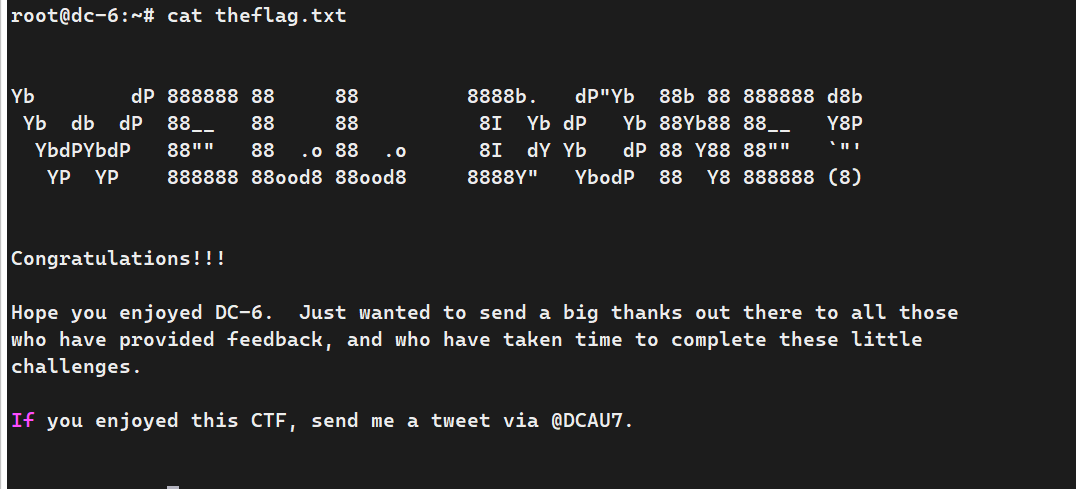 root@dc-6:~# cat theflag.txt
Yb        dP 888888 88     88         8888b.   dP"Yb  88b 88 888888 d8b
 Yb  db  dP  88__   88     88          8I  Yb dP   Yb 88Yb88 88__   Y8P
  YbdPYbdP   88""   88  .o 88  .o      8I  dY Yb   dP 88 Y88 88""   `"'
   YP  YP    888888 88ood8 88ood8     8888Y"   YbodP  88  Y8 888888 (8)
Congratulations!!!
Hope you enjoyed DC-6.  Just wanted to send a big thanks out there to all those
who have provided feedback, and who have taken time to complete these little
challenges.
If you enjoyed this CTF, send me a tweet via @DCAU7.